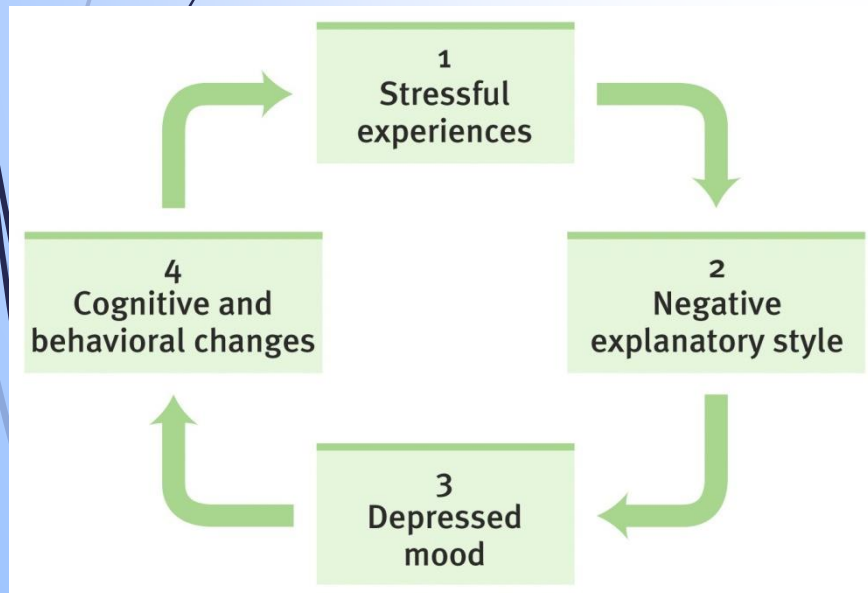 1
Stressful
experiences
2
Negative
explanatory style
3
Depressed
mood
4
Cognitive and
behavioral changes